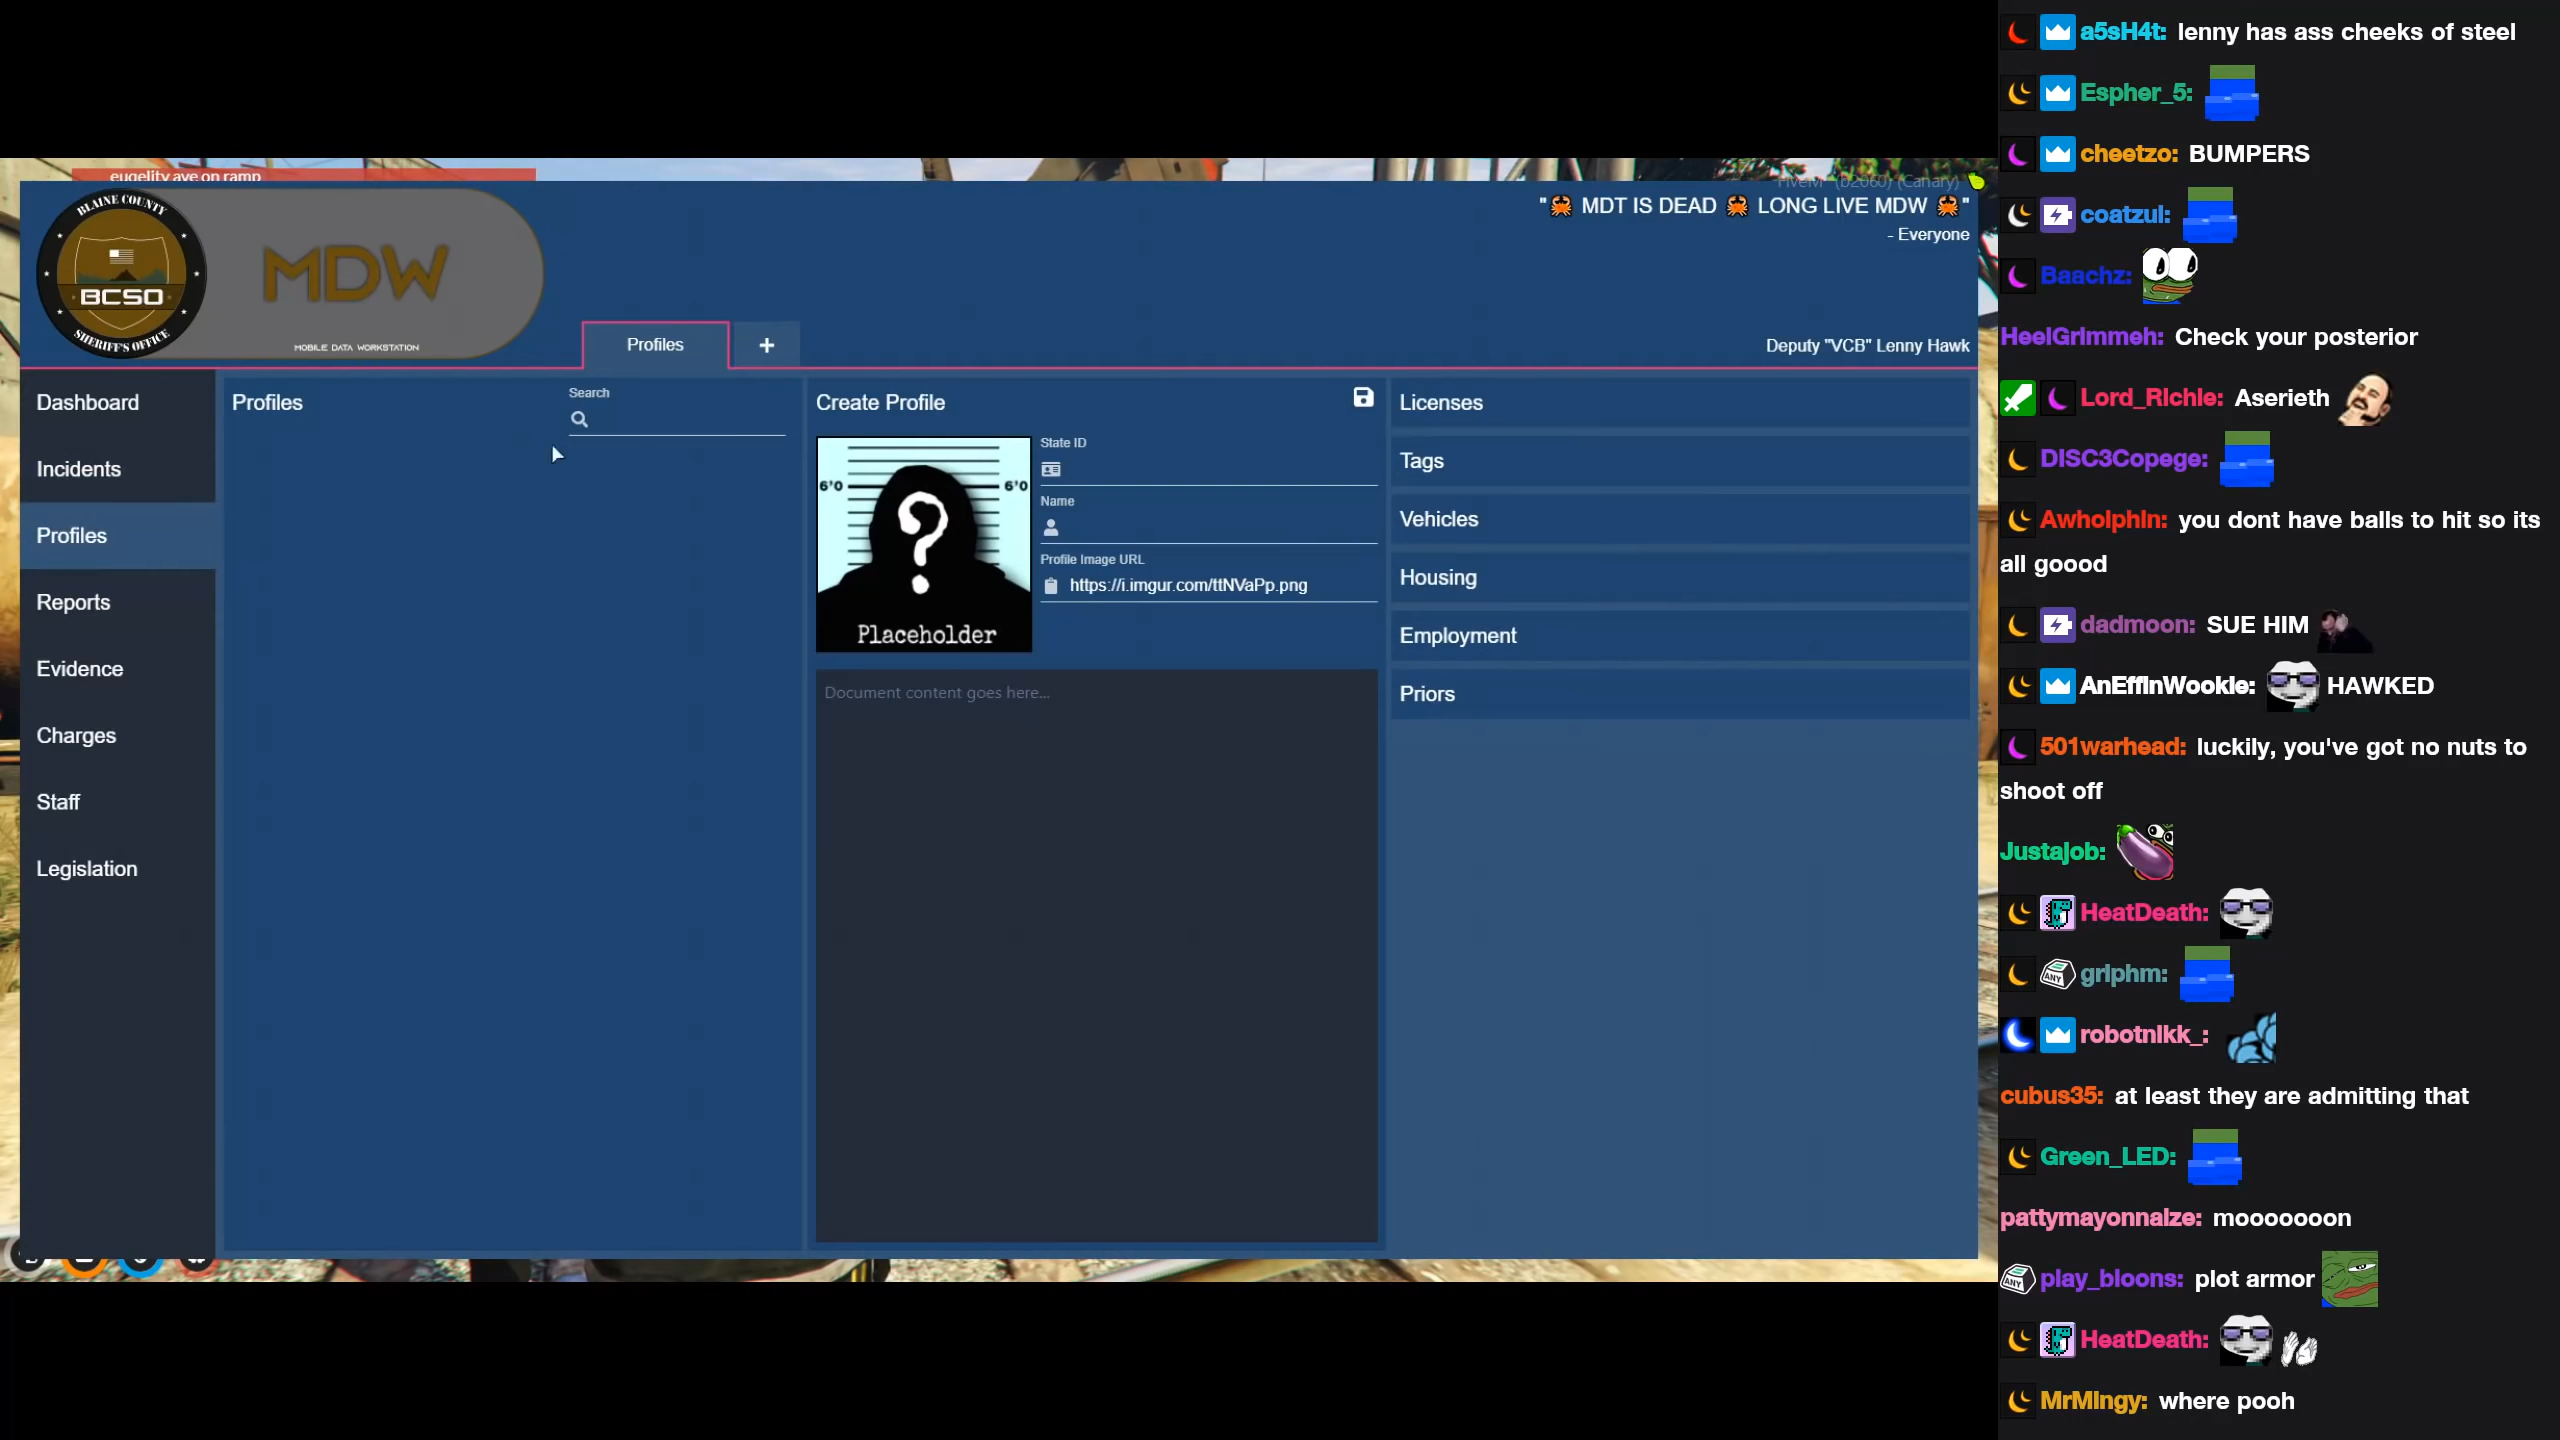 eugelity ave on ramp
BLAINE COUNTY
BCSO
SHERIFF'S OFFICE
MDW
MOBILE DATA WORKSTATION
FiveM (b2060) (Canary)
"🦀 MDT IS DEAD 🦀 LONG LIVE MDW 🦀"
- Everyone
Profiles
+
Deputy "VCB" Lenny Hawk
Dashboard
Incidents
Profiles
Reports
Evidence
Charges
Staff
Legislation
Profiles
Search
Create Profile
6'0 6'0
Placeholder
State ID
Name
Profile Image URL
https://i.imgur.com/ttNVaPp.png
Document content goes here...
Licenses
Tags
Vehicles
Housing
Employment
Priors
a5sH4t: lenny has ass cheeks of steel
Espher_5:
cheetzo: BUMPERS
coatzul:
Baachz:
HeelGrimmeh: Check your posterior
Lord_Richie: Aserieth
DISC3Copege:
Awholphin: you dont have balls to hit so its
all goood
dadmoon: SUE HIM
AnEffinWookie: HAWKED
501warhead: luckily, you've got no nuts to
shoot off
Justajob:
HeatDeath:
ANY griphm:
robotnikk_:
cubus35: at least they are admitting that
Green_LED:
pattymayonnaize: mooooooon
ANY play_bloons: plot armor
HeatDeath:
MrMingy: where pooh